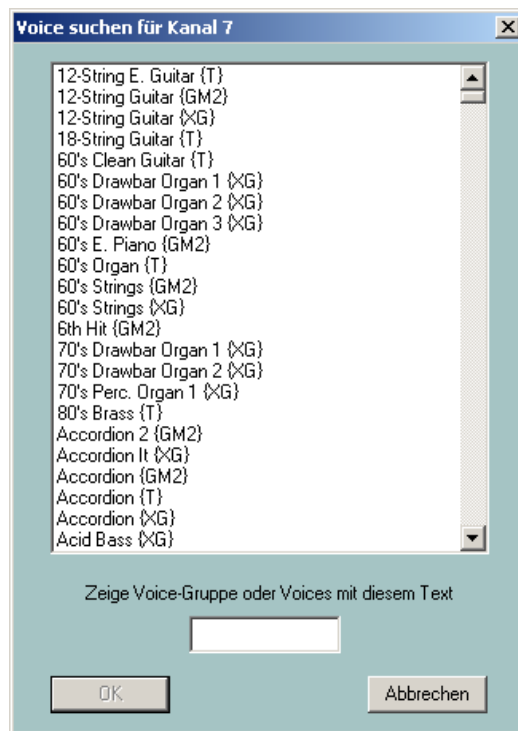 Voice suchen für Kanal 7
12-String E. Guitar {T}
12-String Guitar {GM2}
12-String Guitar {XG}
18-String Guitar {T}
60's Clean Guitar {T}
60's Drawbar Organ 1 {XG}
60's Drawbar Organ 2 {XG}
60's Drawbar Organ 3 {XG}
60's E. Piano {GM2}
60's Organ {T}
60's Strings {GM2}
60's Strings {XG}
6th Hit {GM2}
70's Drawbar Organ 1 {XG}
70's Drawbar Organ 2 {XG}
70's Perc. Organ 1 {XG}
80's Brass {T}
Accordion 2 {GM2}
Accordion It {XG}
Accordion {GM2}
Accordion {T}
Accordion {XG}
Acid Bass {XG}
Zeige Voice-Gruppe oder Voices mit diesem Text
OK
Abbrechen